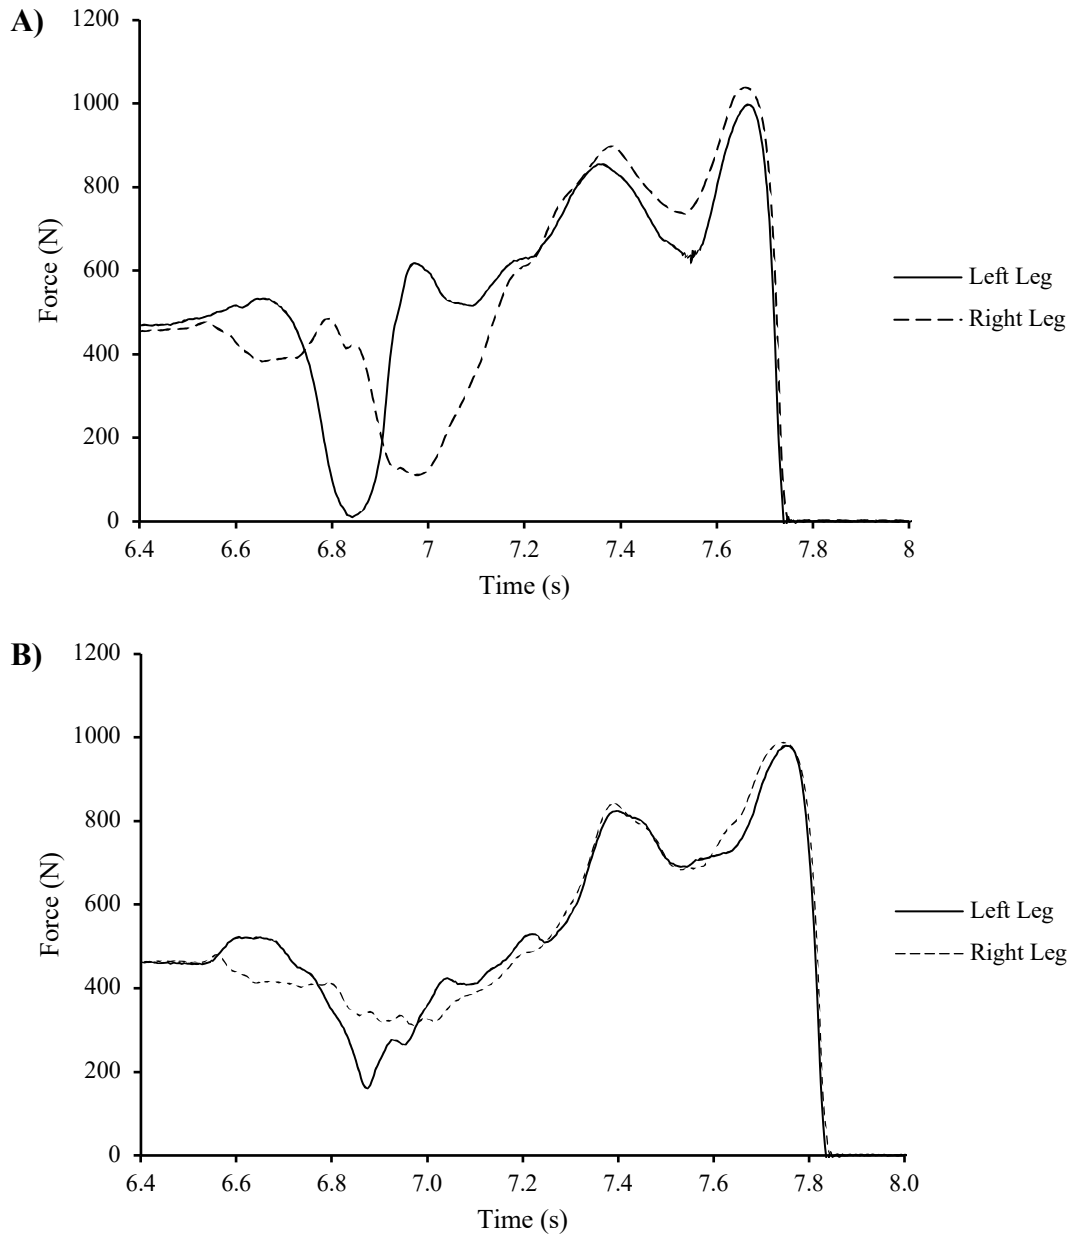 A)
1200
1000
800
600
400
200
0
Force (N)
6.4 6.6 6.8 7 7.2 7.4 7.6 7.8 8
Time (s)
Left Leg
Right Leg
B)
1200
1000
800
600
400
200
0
Force (N)
6.4 6.6 6.8 7.0 7.2 7.4 7.6 7.8 8.0
Time (s)
Left Leg
Right Leg